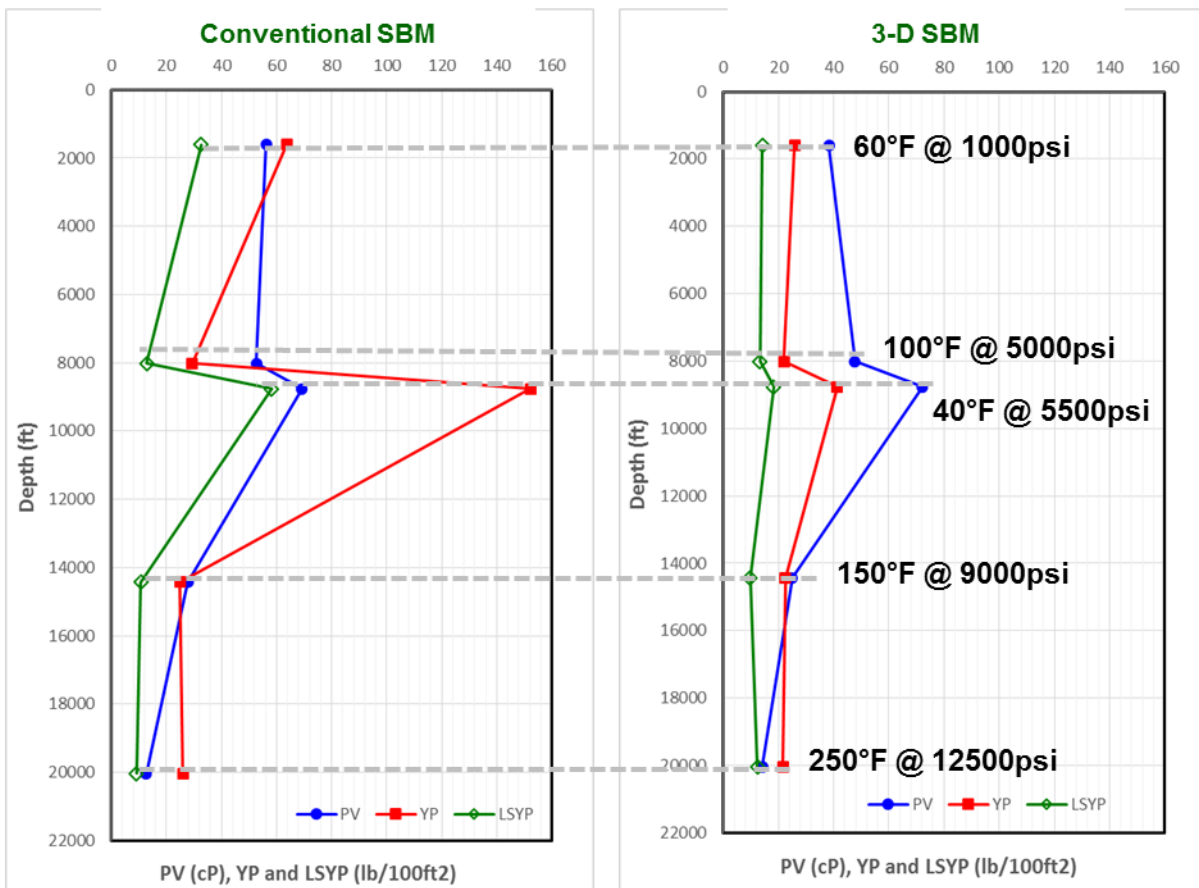 Conventional SBM
0 20 40 60 80 100 120 140 160
0
2000
4000
6000
8000
10000
12000
14000
16000
18000
20000
22000
Depth (ft)
PV YP LSYP
PV (cP), YP and LSYP (lb/100ft2)
3-D SBM
0 20 40 60 80 100 120 140 160
0
2000
4000
6000
8000
10000
12000
14000
16000
18000
20000
22000
Depth (ft)
60°F @ 1000psi
100°F @ 5000psi
40°F @ 5500psi
150°F @ 9000psi
250°F @ 12500psi
PV YP LSYP
PV (cP), YP and LSYP (lb/100ft2)